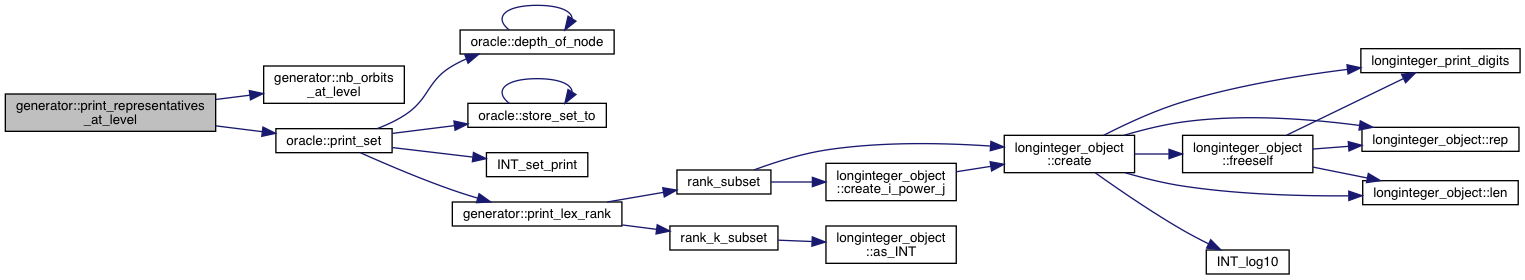 generator::print_representatives
_at_level
generator::nb_orbits
_at_level
oracle::print_set
oracle::depth_of_node
oracle::store_set_to
INT_set_print
generator::print_lex_rank
rank_subset
rank_k_subset
longinteger_object
::create_i_power_j
longinteger_object
::as_INT
longinteger_object
::create
longinteger_object
::freeself
INT_log10
longinteger_print_digits
longinteger_object::rep
longinteger_object::len